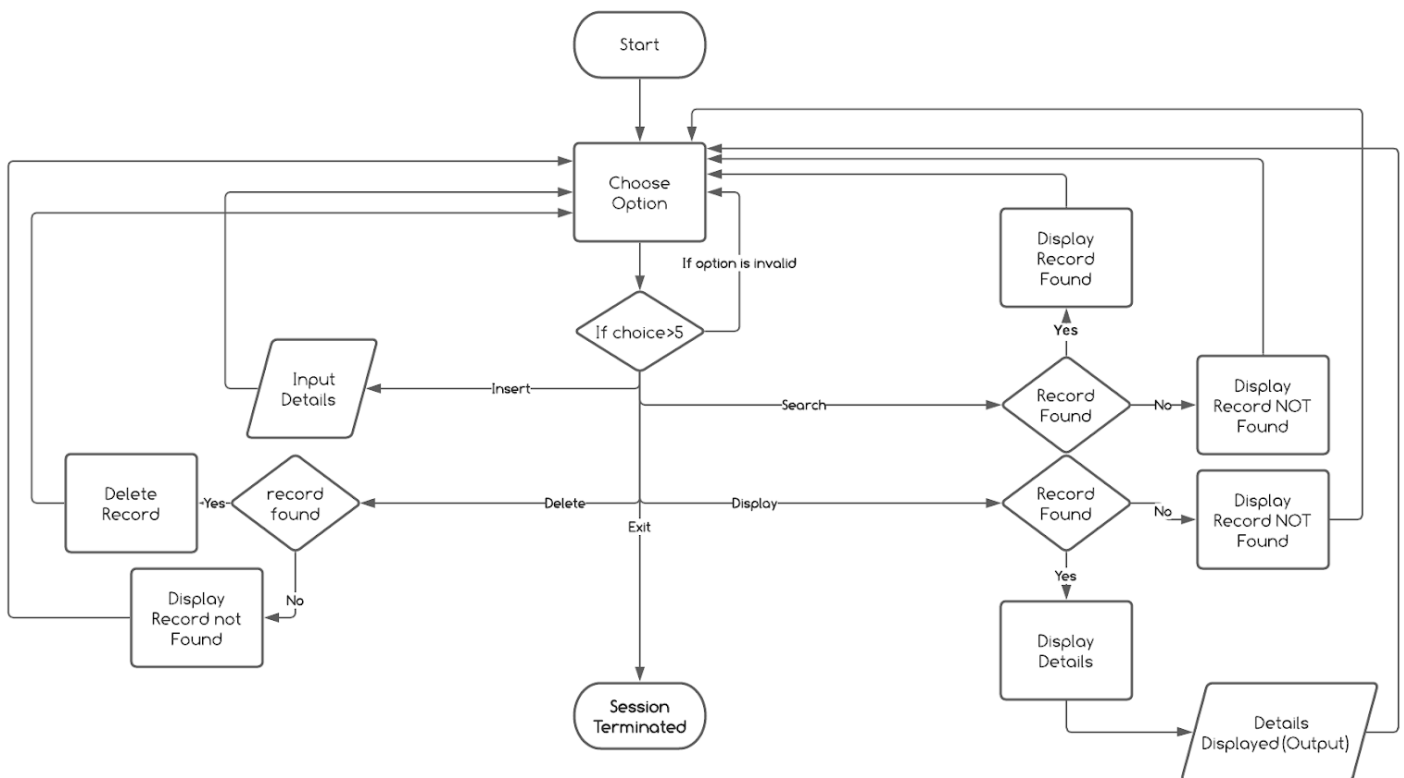 Start
Choose
Option
If option is invalid
If choice>5
Display
Record
Found
Yes
Input
Details
Insert
Search
Record
Found
No
Display
Record NOT
Found
Delete
Record
Yes
record
found
Delete
Display
Exit
Record
Found
No
Display
Record NOT
Found
No
Display
Record not
Found
Yes
Display
Details
Session
Terminated
Details
Displayed(Output)